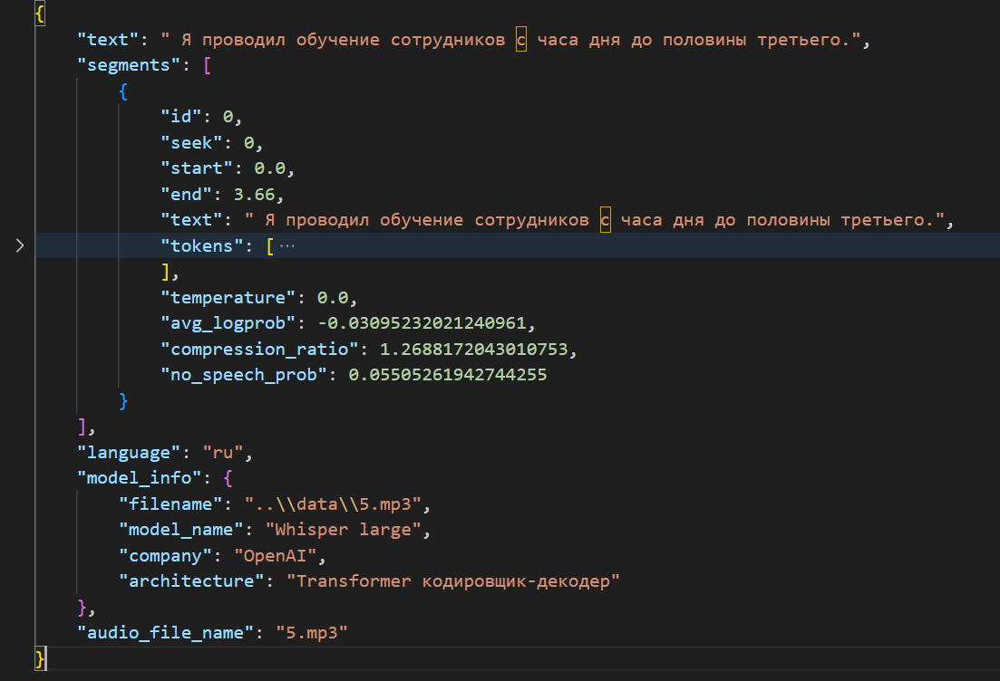 {
    "text": " Я проводил обучение сотрудников с часа дня до половины третьего.",
    "segments": [
        {
            "id": 0,
            "seek": 0,
            "start": 0.0,
            "end": 3.66,
            "text": " Я проводил обучение сотрудников с часа дня до половины третьего.",
            "tokens": [ ···
            ],
            "temperature": 0.0,
            "avg_logprob": -0.03095232021240961,
            "compression_ratio": 1.2688172043010753,
            "no_speech_prob": 0.05505261942744255
        }
    ],
    "language": "ru",
    "model_info": {
        "filename": "..\\data\\5.mp3",
        "model_name": "Whisper large",
        "company": "OpenAI",
        "architecture": "Transformer кодировщик-декодер"
    },
    "audio_file_name": "5.mp3"
}